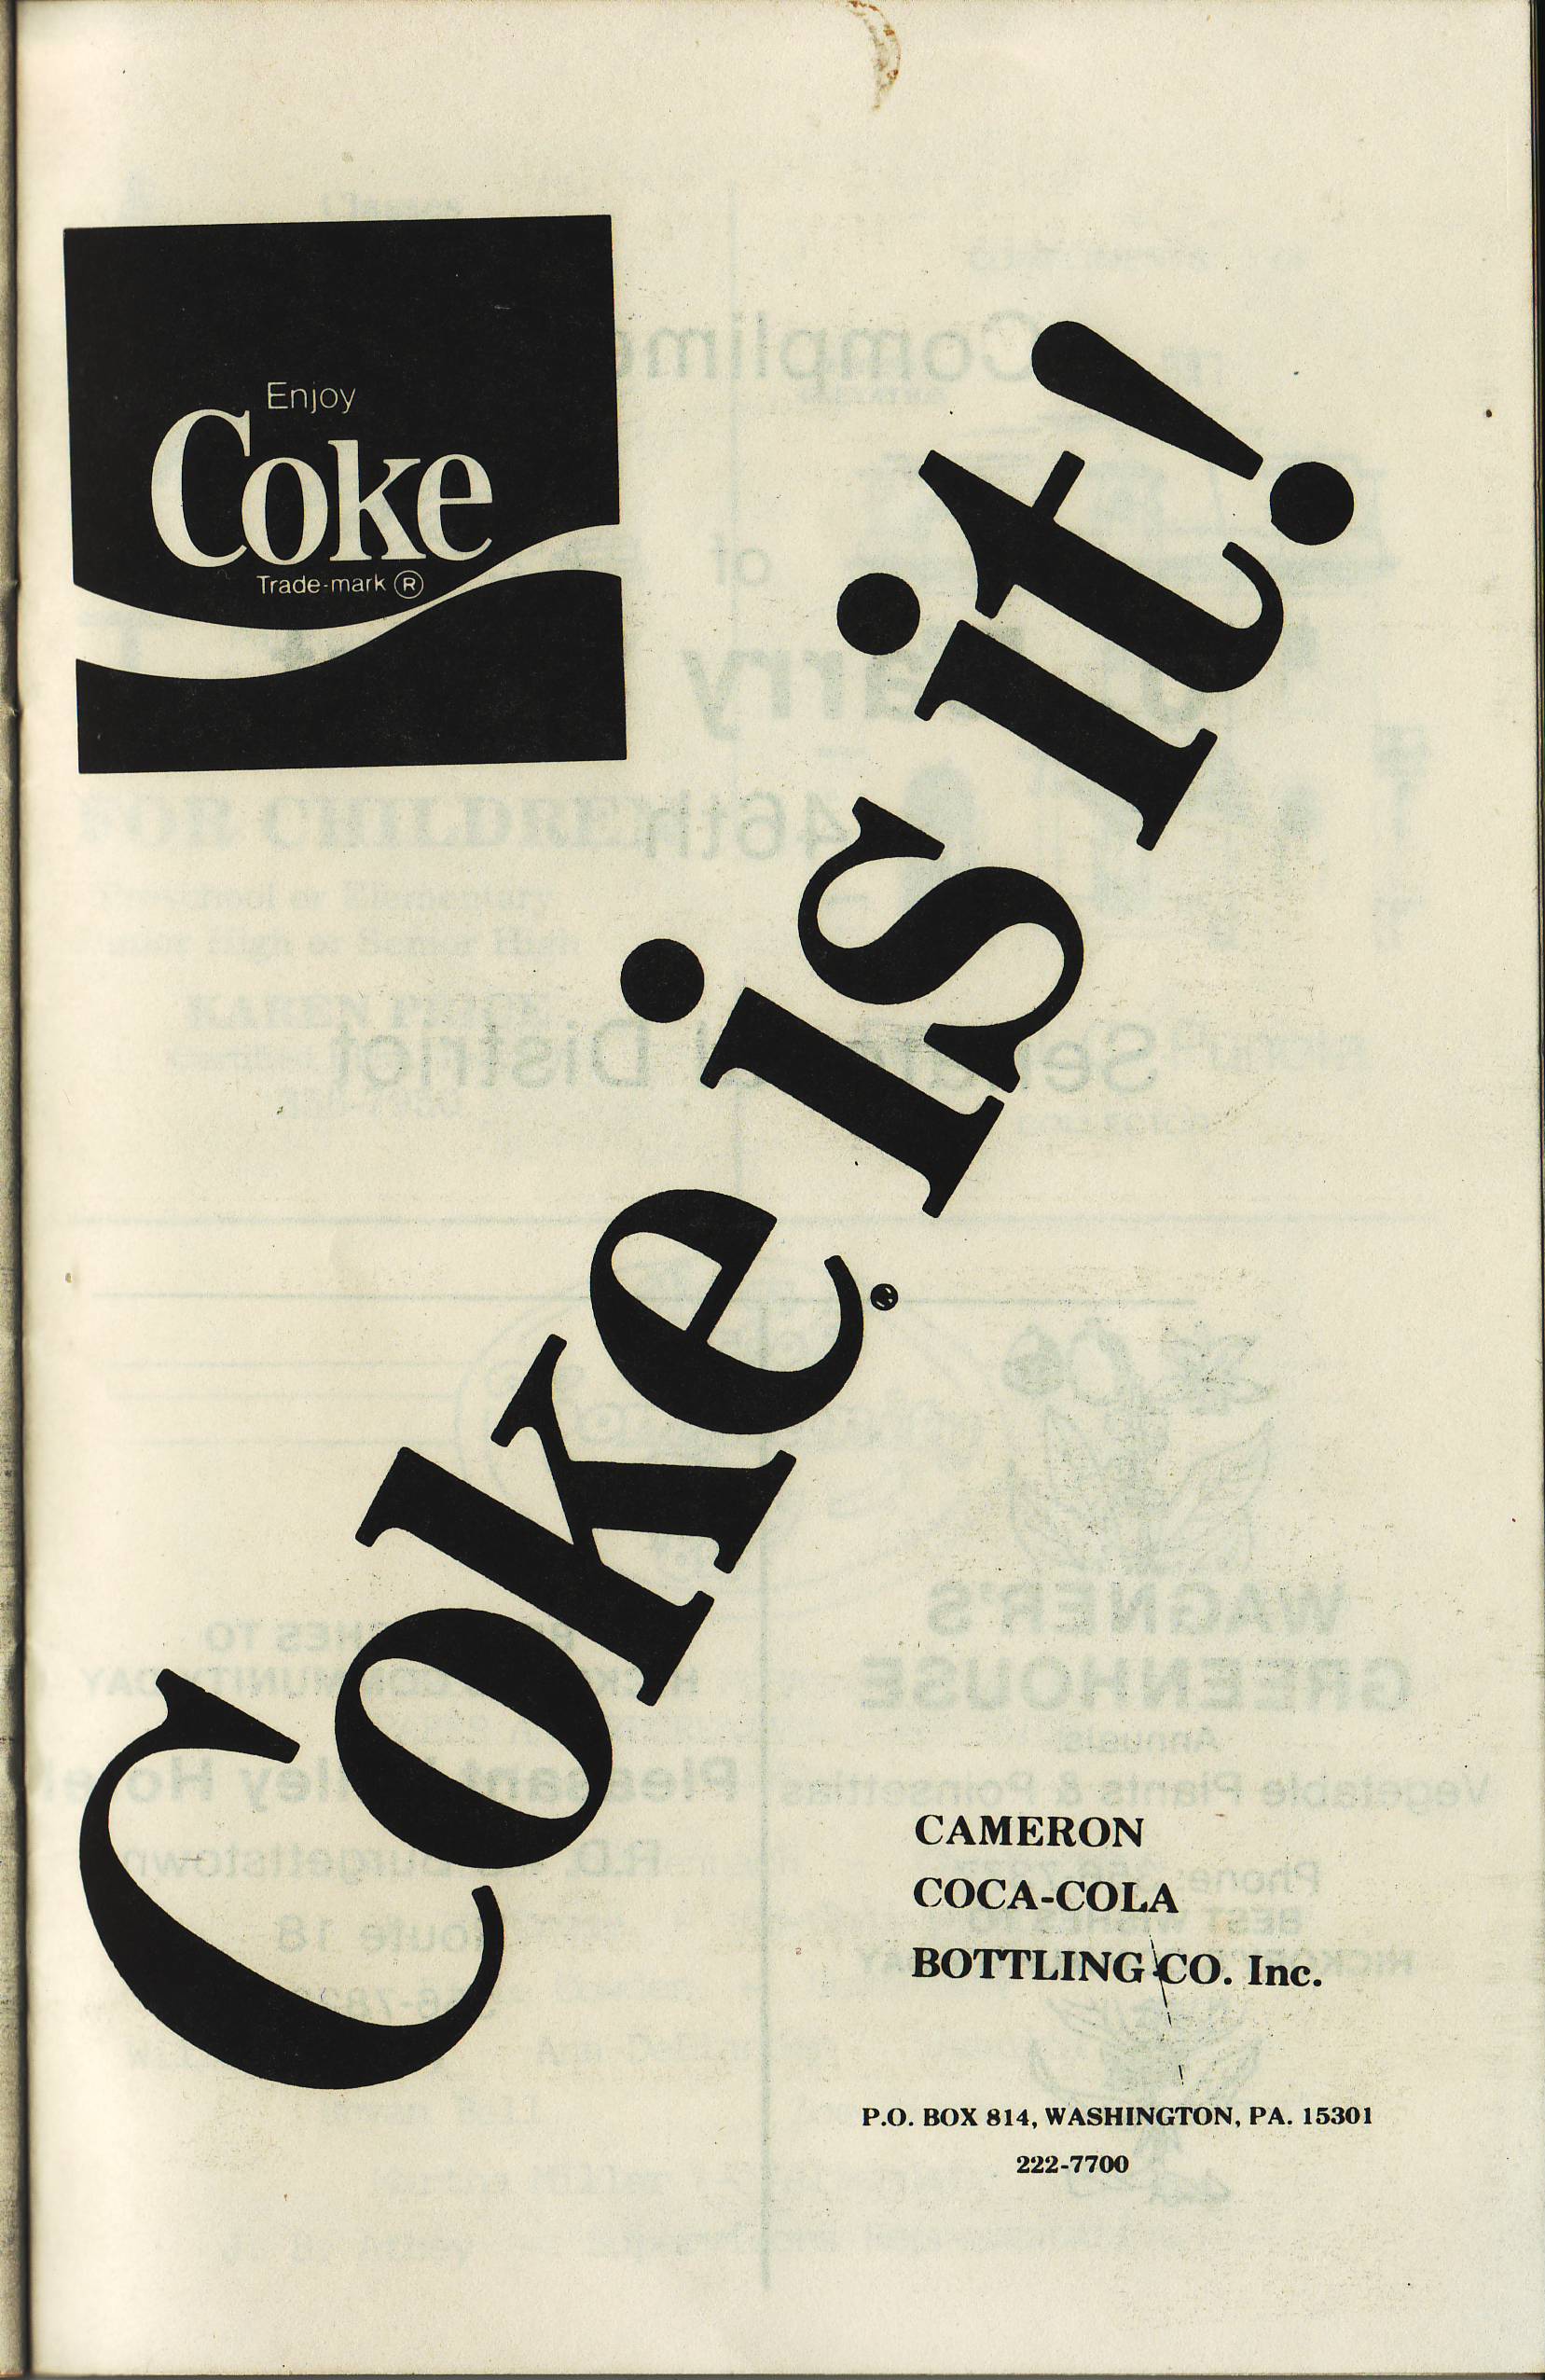 Enjoy
Coke
Trade-mark ®
Coke is it!
CAMERON
COCA-COLA
BOTTLING CO. Inc.
P.O. BOX 814, WASHINGTON, PA. 15301
222-7700